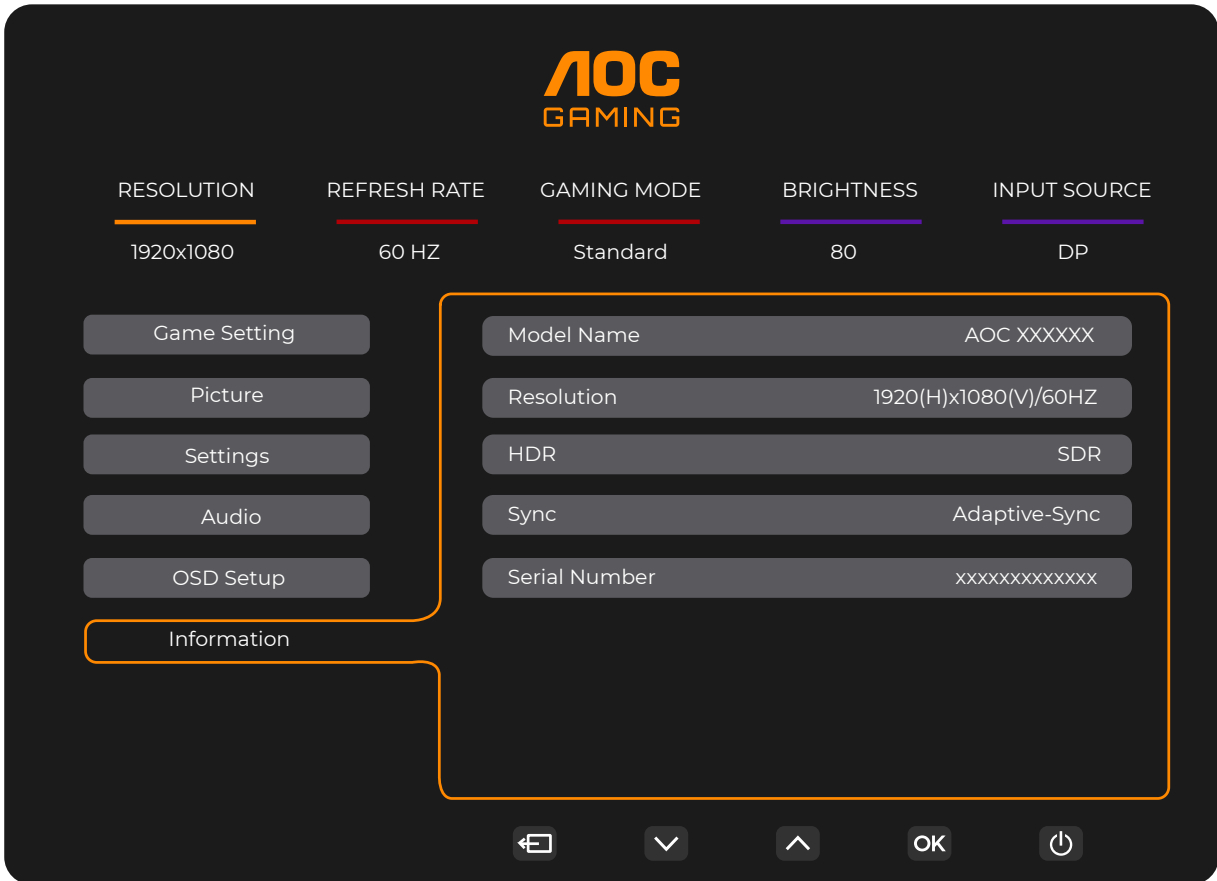 AOC
GAMING
RESOLUTION REFRESH RATE GAMING MODE BRIGHTNESS INPUT SOURCE
1920x1080 60 HZ Standard 80 DP
Game Setting
Picture
Settings
Audio
OSD Setup
Information
Model Name AOC XXXXXX
Resolution 1920(H)x1080(V)/60HZ
HDR SDR
Sync Adaptive-Sync
Serial Number xxxxxxxxxxxxx
OK